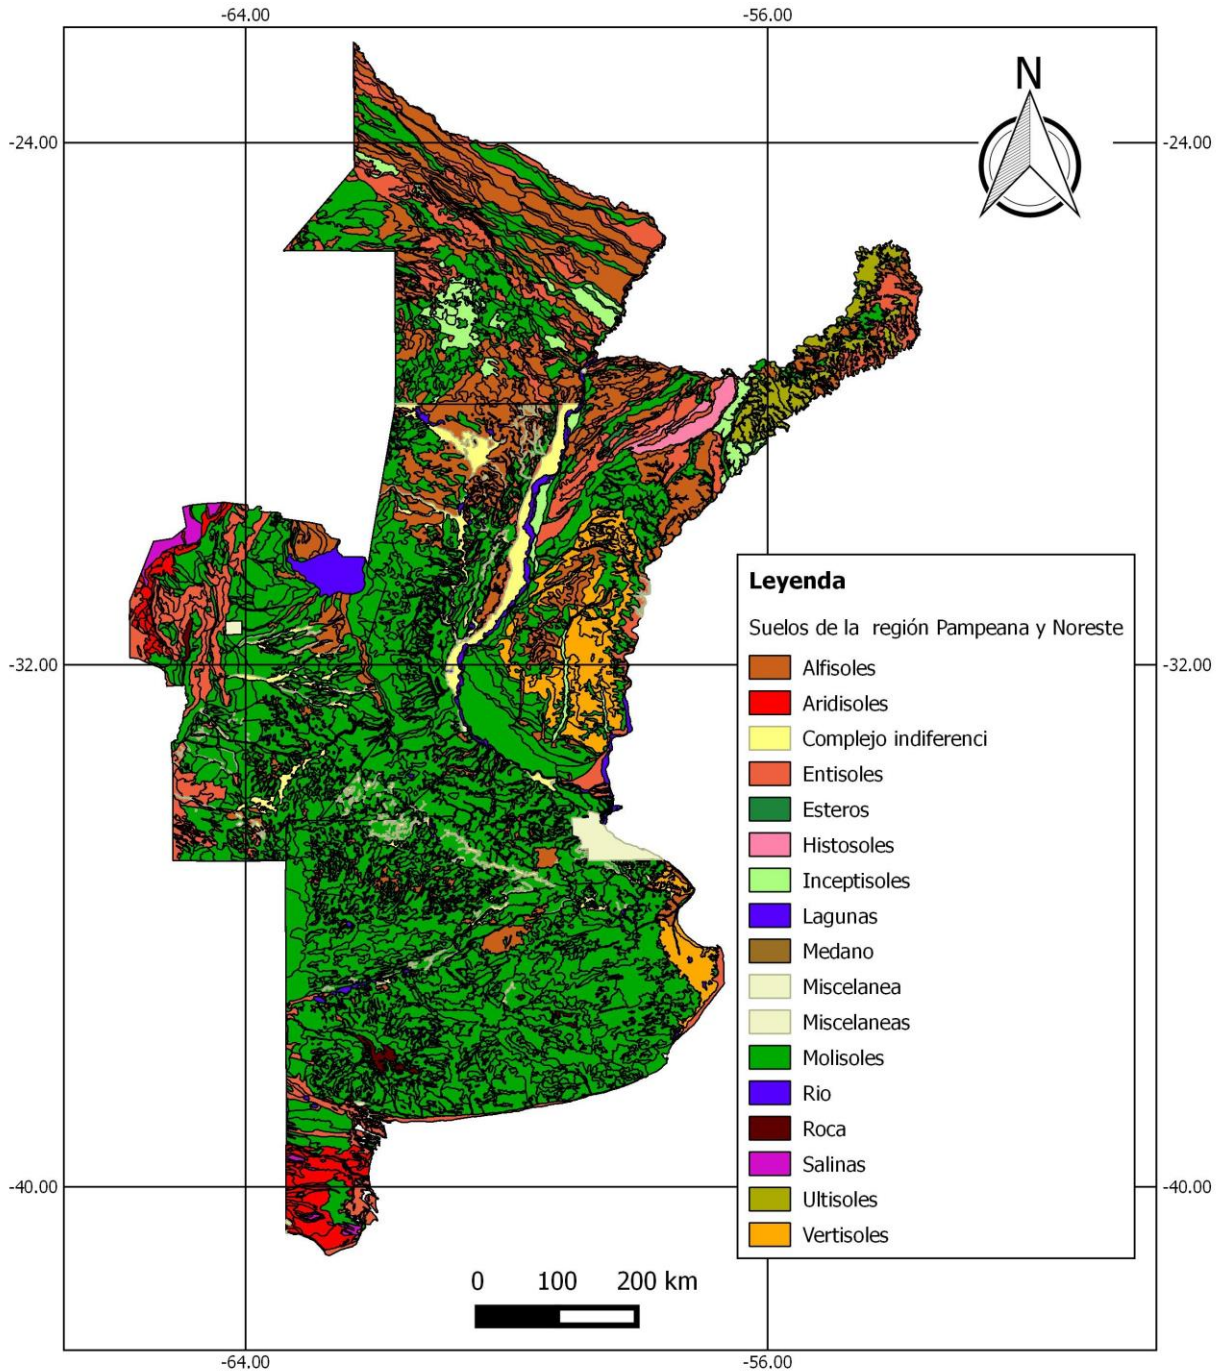 -64.00 -56.00
N
-24.00 -24.00
Leyenda
Suelos de la región Pampeana y Noreste
-32.00 -32.00
Alfisoles
Aridisoles
Complejo indiferenci
Entisoles
Esteros
Histosoles
Inceptisoles
Lagunas
Medano
Miscelanea
Miscelaneas
Molisoles
Rio
Roca
Salinas
-40.00 -40.00
Ultisoles
Vertisoles
0 100 200 km
-64.00 -56.00